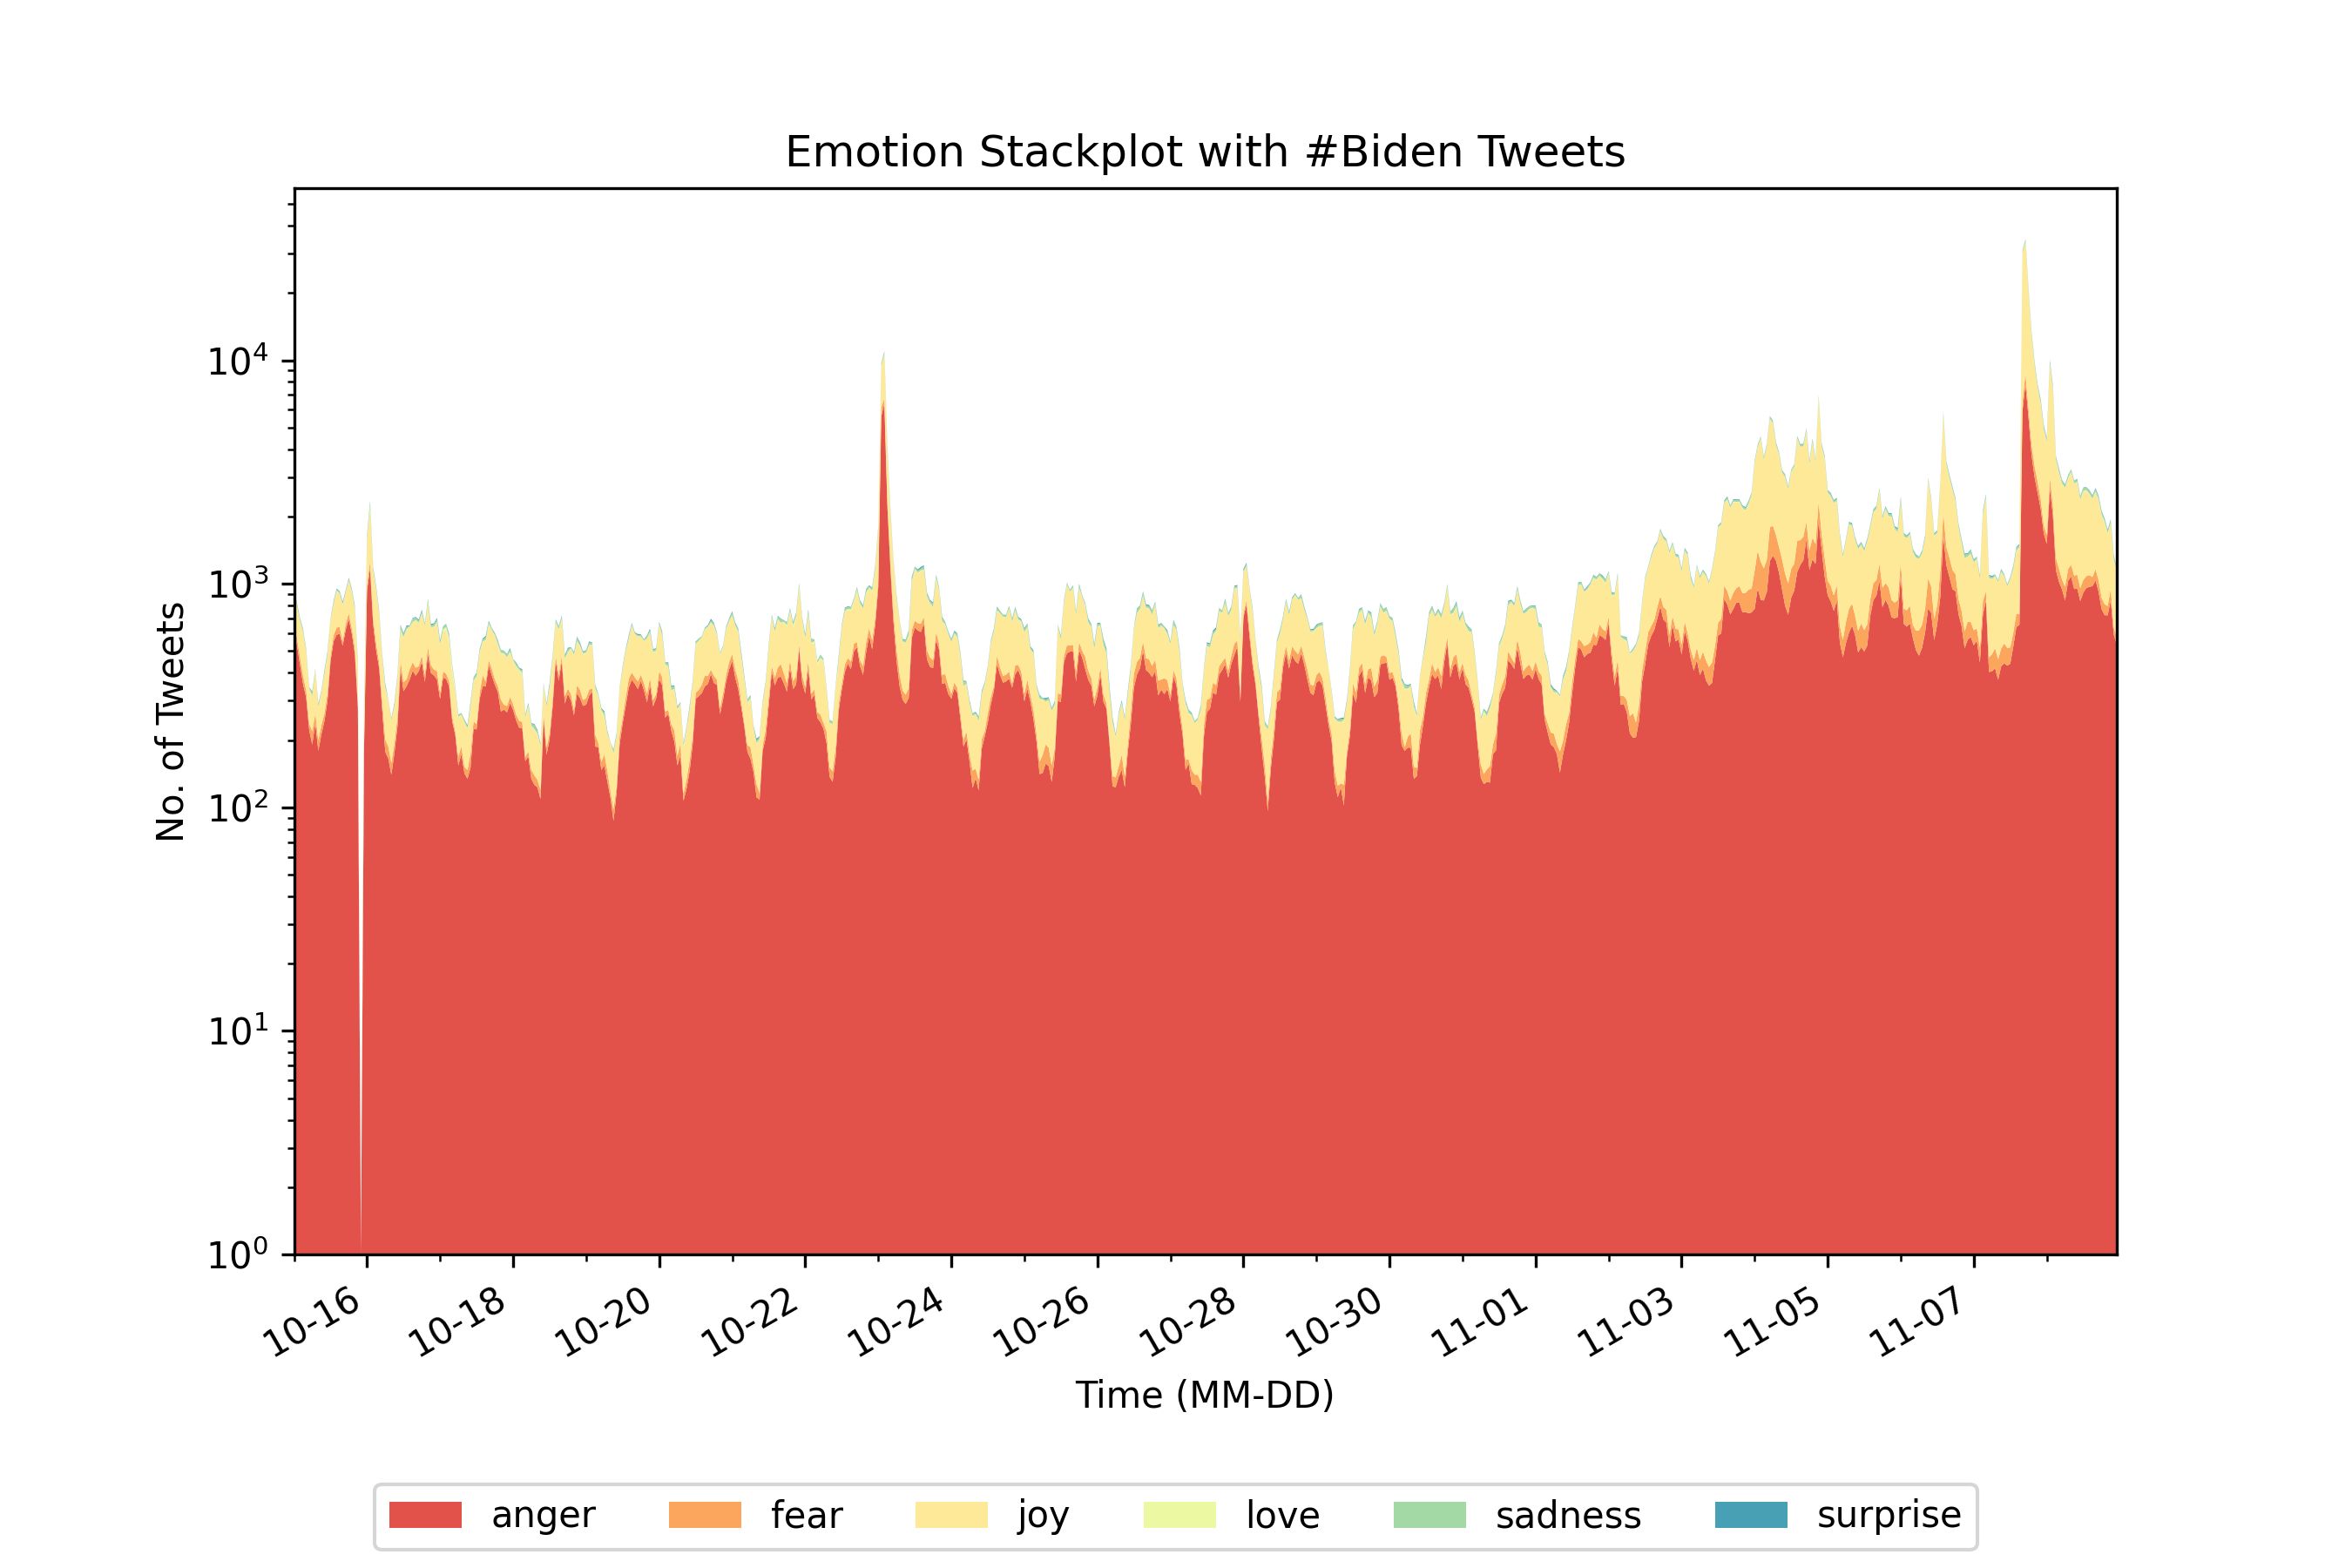 Emotion Stackplot with #Biden Tweets
No. of Tweets
10⁴
10³
10²
10¹
10⁰
10-16 10-18 10-20 10-22 10-24 10-26 10-28 10-30 11-01 11-03 11-05 11-07
Time (MM-DD)
anger fear joy love sadness surprise